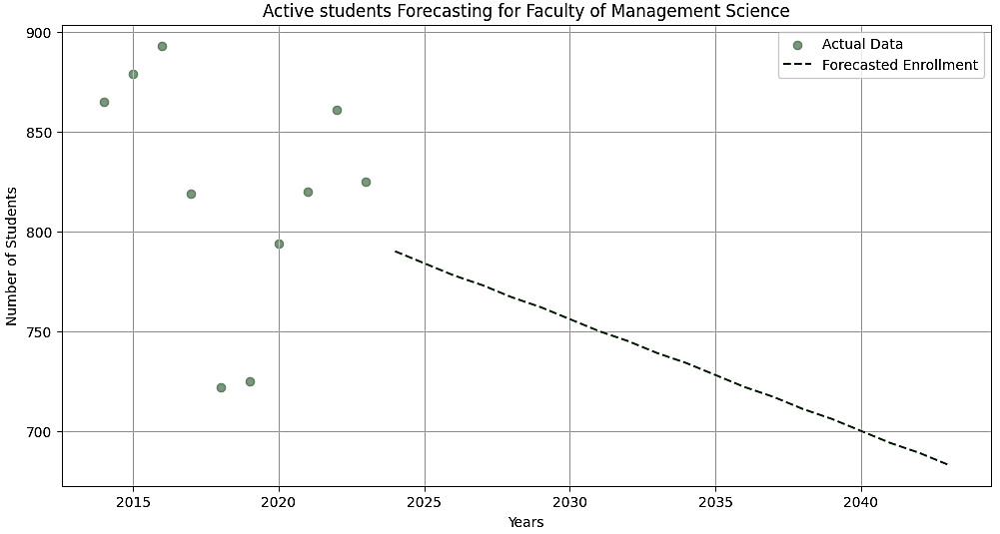 Active students Forecasting for Faculty of Management Science
Actual Data
Forecasted Enrollment
Number of Students
900
850
800
750
700
2015
2020
2025
2030
2035
2040
Years